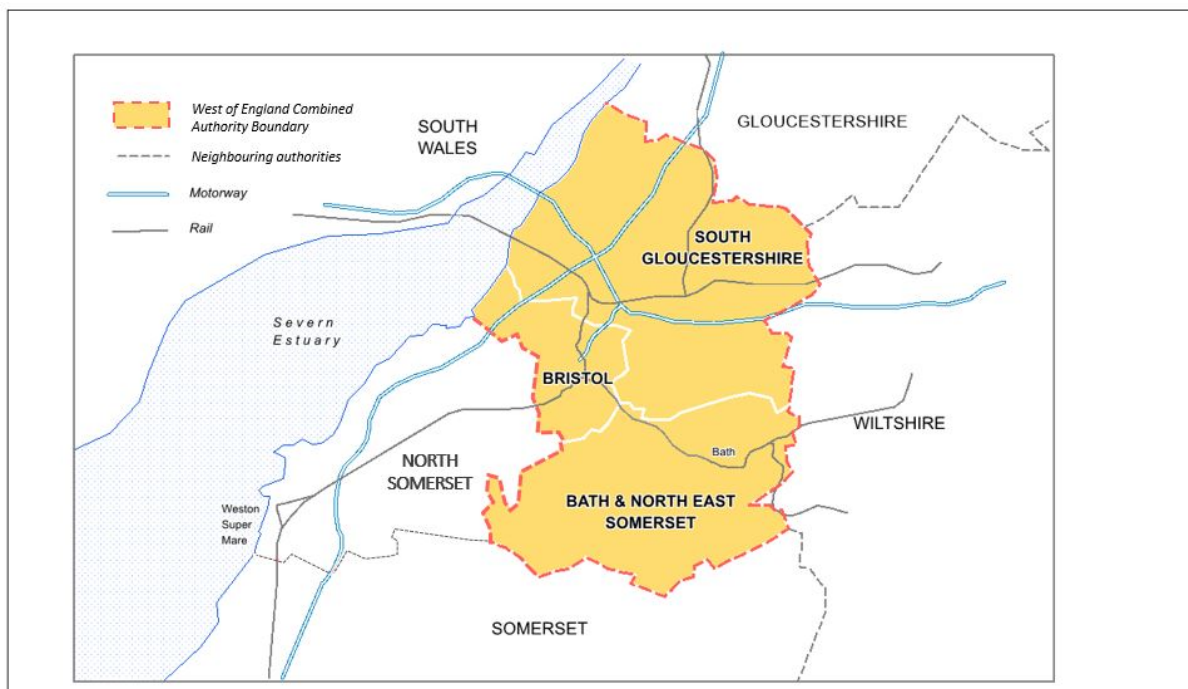 West of England Combined
Authority Boundary
Neighbouring authorities
Motorway
Rail
SOUTH
WALES
GLOUCESTERSHIRE
SOUTH
GLOUCESTERSHIRE
Severn
Estuary
BRISTOL
WILTSHIRE
Bath
NORTH
SOMERSET
BATH & NORTH EAST
SOMERSET
Weston
Super
Mare
SOMERSET